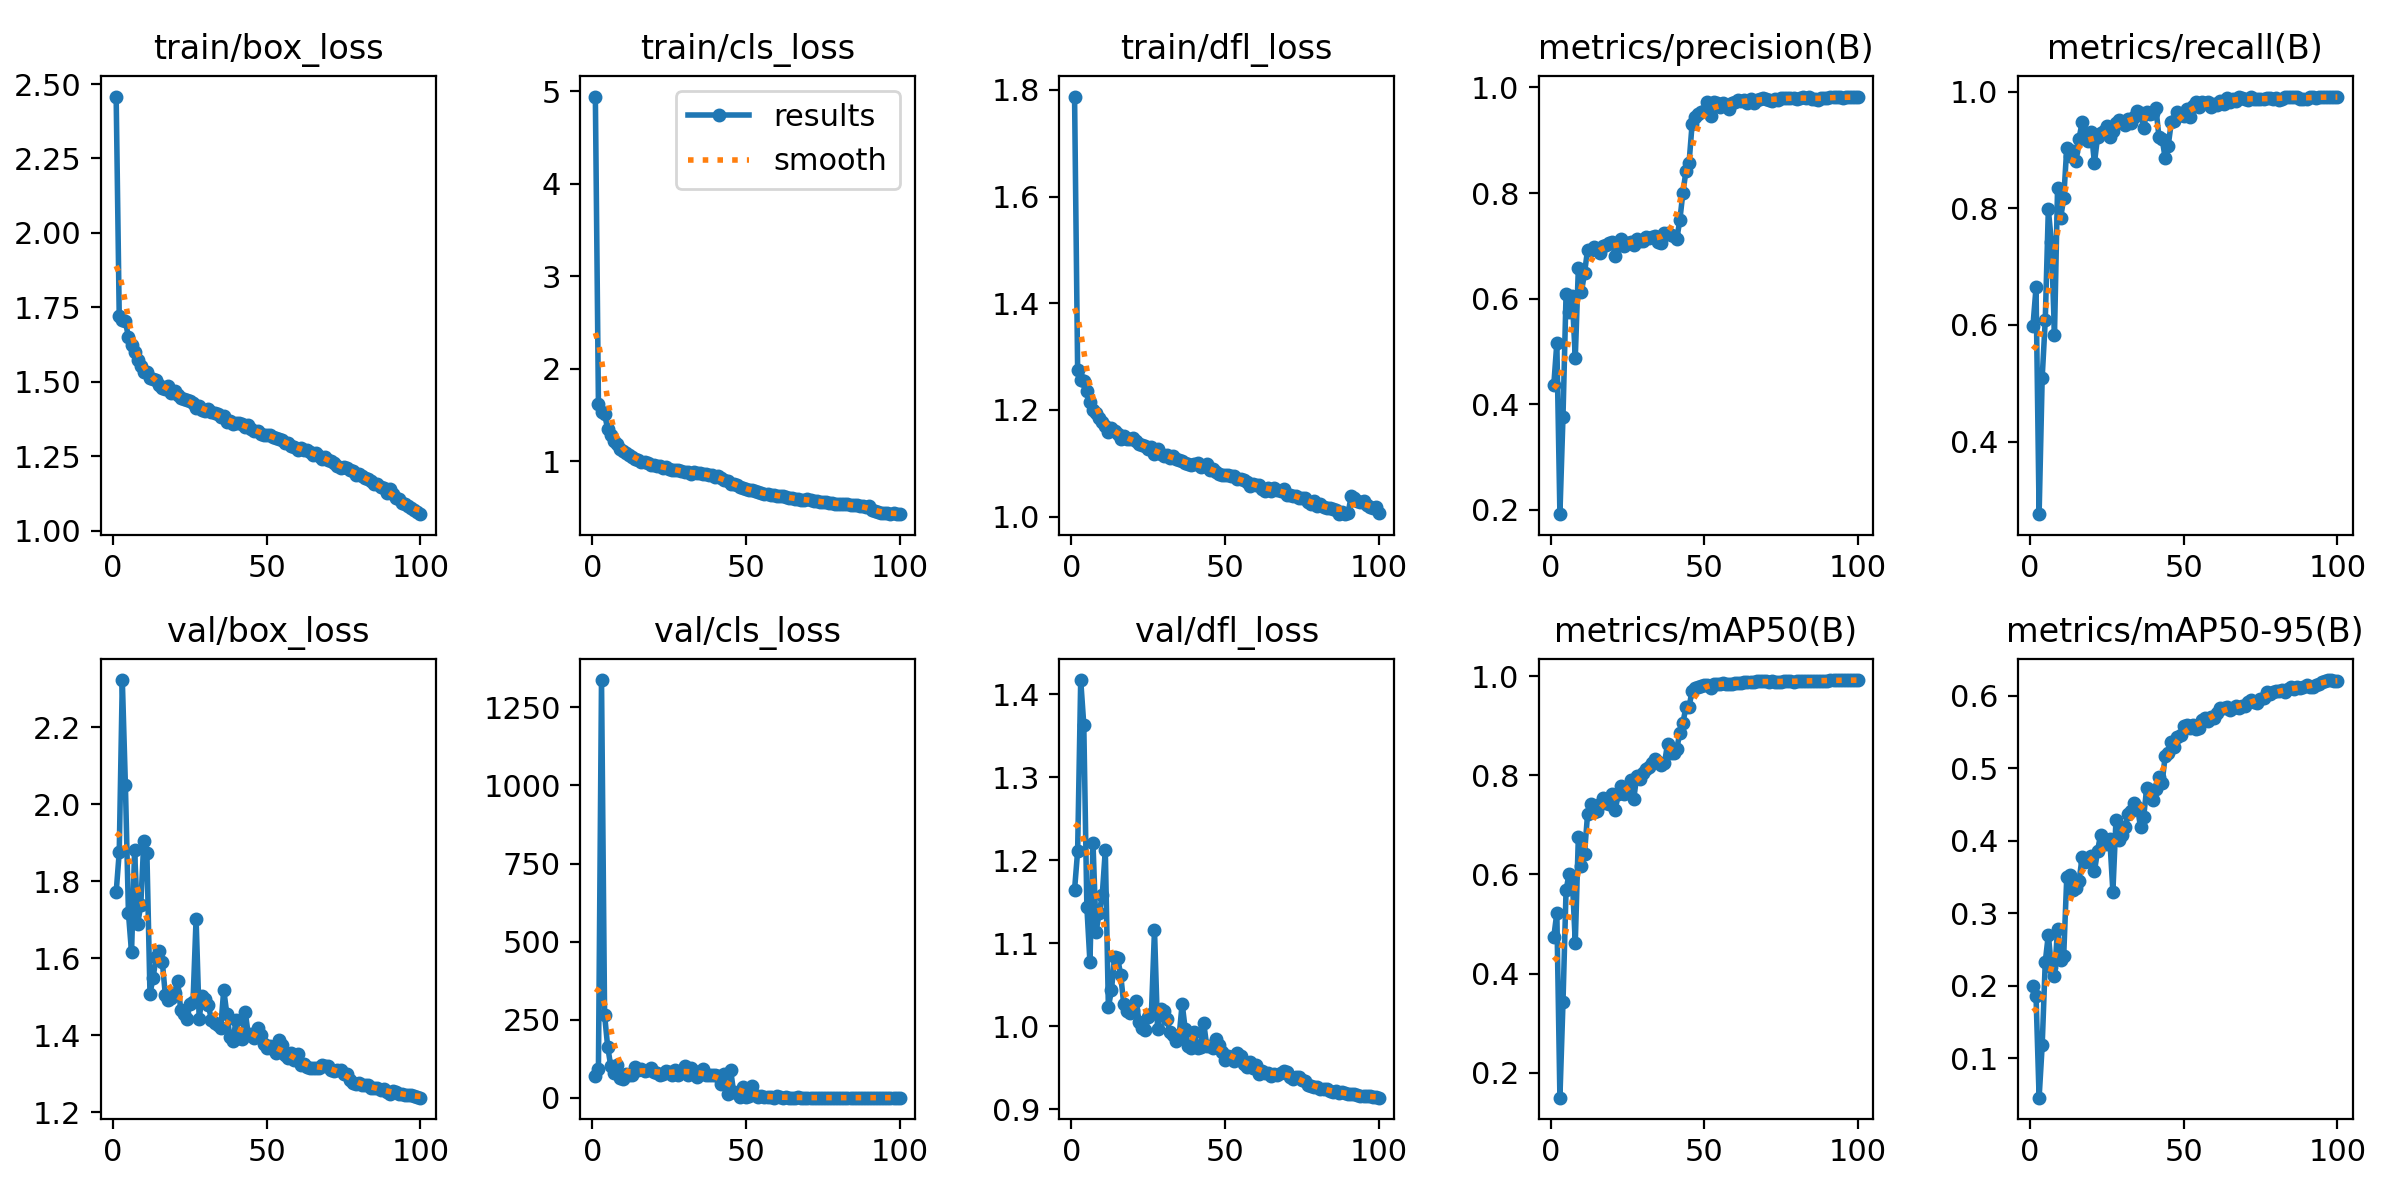 train/box_loss
2.50
2.25
2.00
1.75
1.50
1.25
1.00
0 50 100
train/cls_loss
results
smooth
5
4
3
2
1
0 50 100
train/dfl_loss
1.8
1.6
1.4
1.2
1.0
0 50 100
metrics/precision(B)
1.0
0.8
0.6
0.4
0.2
0 50 100
metrics/recall(B)
1.0
0.8
0.6
0.4
0 50 100
val/box_loss
2.2
2.0
1.8
1.6
1.4
1.2
0 50 100
val/cls_loss
1250
1000
750
500
250
0
0 50 100
val/dfl_loss
1.4
1.3
1.2
1.1
1.0
0.9
0 50 100
metrics/mAP50(B)
1.0
0.8
0.6
0.4
0.2
0 50 100
metrics/mAP50-95(B)
0.6
0.5
0.4
0.3
0.2
0.1
0 50 100